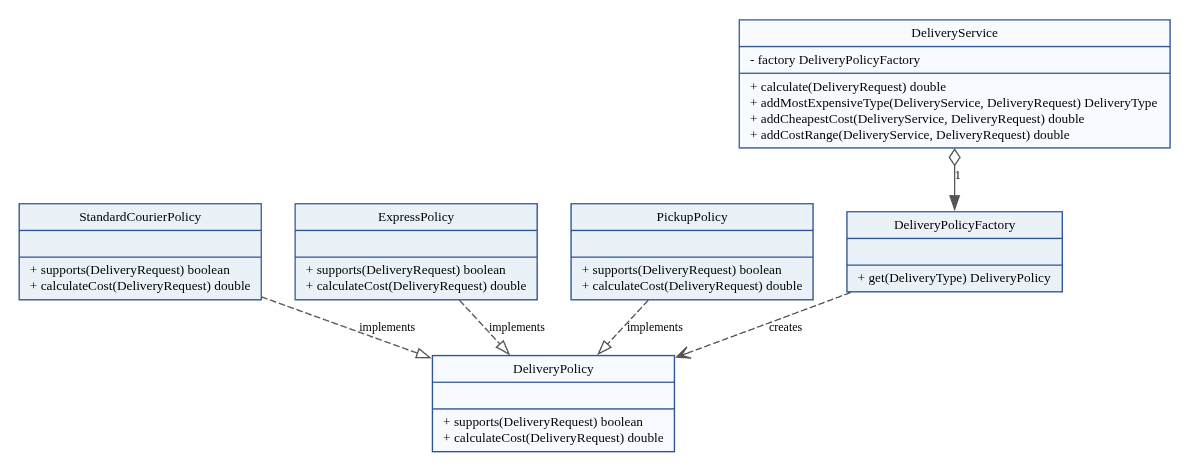 DeliveryService
- factory DeliveryPolicyFactory
+ calculate(DeliveryRequest) double
+ addMostExpensiveType(DeliveryService, DeliveryRequest) DeliveryType
+ addCheapestCost(DeliveryService, DeliveryRequest) double
+ addCostRange(DeliveryService, DeliveryRequest) double
1
StandardCourierPolicy
+ supports(DeliveryRequest) boolean
+ calculateCost(DeliveryRequest) double
ExpressPolicy
+ supports(DeliveryRequest) boolean
+ calculateCost(DeliveryRequest) double
PickupPolicy
+ supports(DeliveryRequest) boolean
+ calculateCost(DeliveryRequest) double
DeliveryPolicyFactory
+ get(DeliveryType) DeliveryPolicy
implements
implements
implements
creates
DeliveryPolicy
+ supports(DeliveryRequest) boolean
+ calculateCost(DeliveryRequest) double